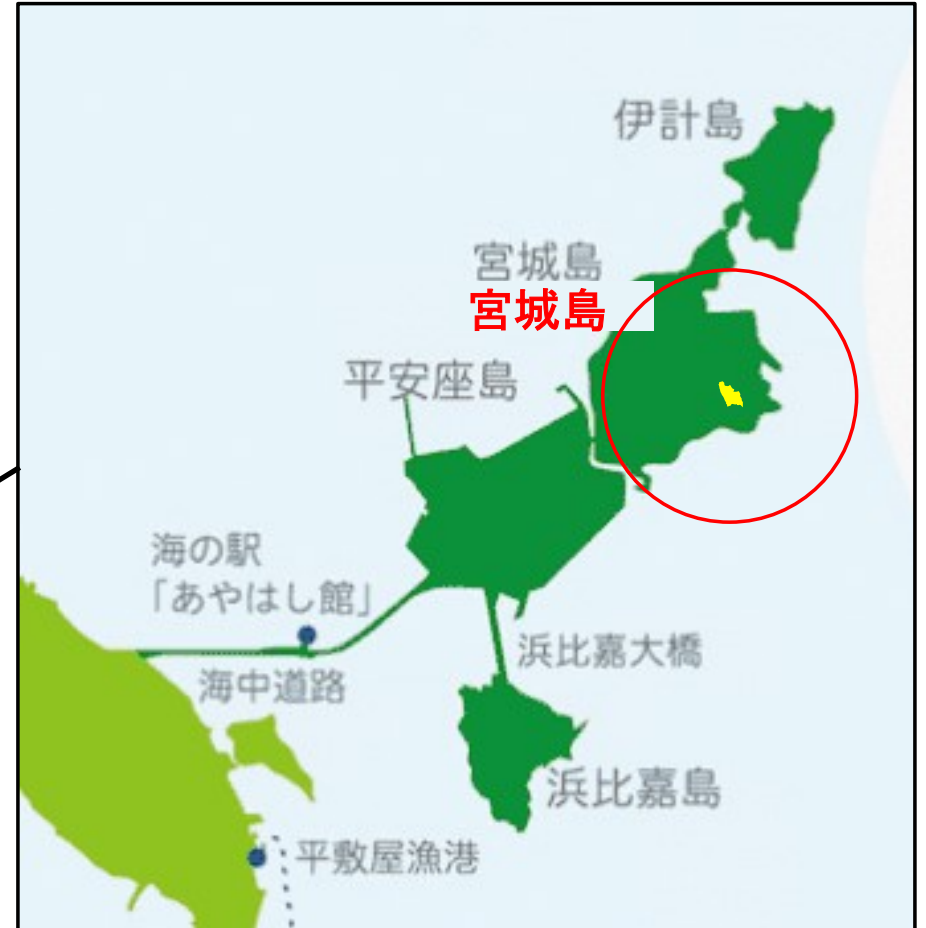 伊計島
宮城島
宮城島
平安座島
海の駅
「あやはし館」
海中道路
浜比嘉大橋
浜比嘉島
平敷屋漁港